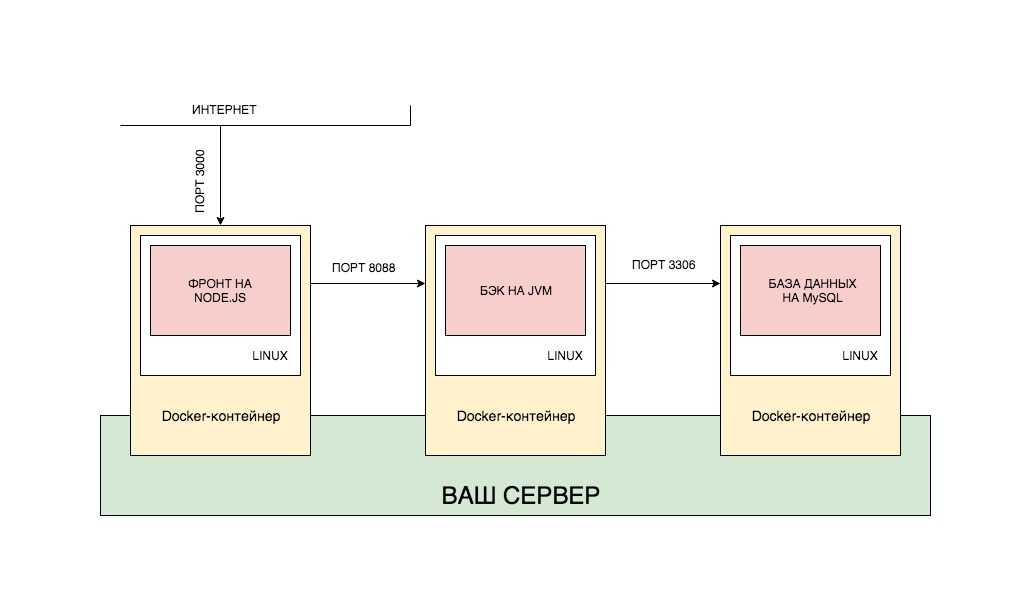 ИНТЕРНЕТ
ПОРТ 3000
ФРОНТ НА
NODE.JS
LINUX
Docker-контейнер
ПОРТ 8088
БЭК НА JVM
LINUX
Docker-контейнер
ПОРТ 3306
БАЗА ДАННЫХ
НА MySQL
LINUX
Docker-контейнер
ВАШ СЕРВЕР